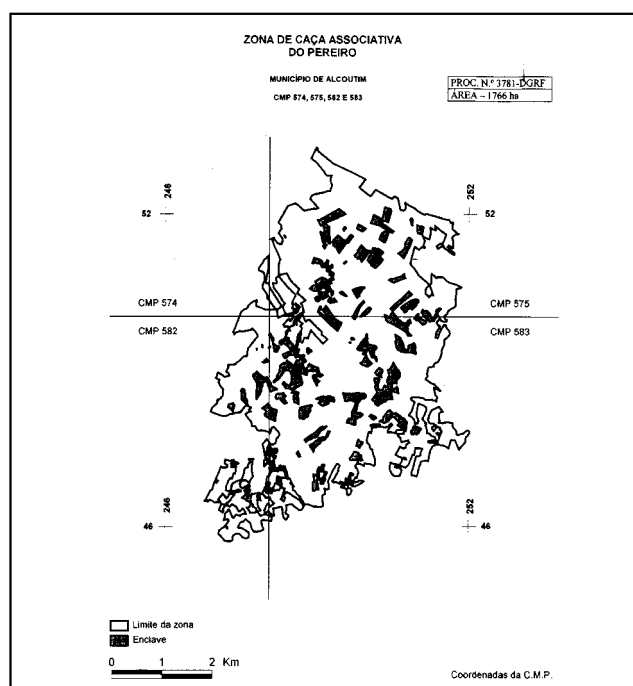 ZONA DE CAÇA ASSOCIATIVA
DO PEREIRO
MUNICÍPIO DE ALCOUTIM
CMP 574, 575, 582 E 583
PROC. N.º 3781-DGRF
ÁREA – 1766 ha
246
252
52
52
CMP 574
CMP 575
CMP 582
CMP 583
46
246
252
46
Limite da zona
Enclave
0 1 2 Km
Coordenadas da C.M.P.